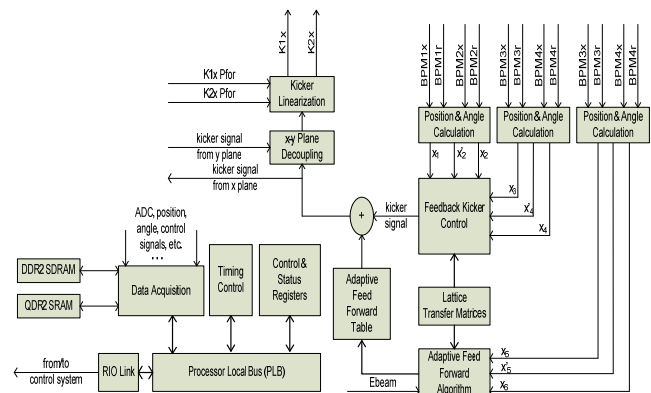 K1x
K2x
BPM1x
BPM1r
BPM2x
BPM2r
BPM3x
BPM3r
BPM4x
BPM4r
BPM3x
BPM3r
BPM4x
BPM4r
K1x Pfor
K2x Pfor
Kicker
Linearization
Position & Angle
Calculation
Position & Angle
Calculation
Position & Angle
Calculation
kicker signal
from y plane
x-y Plane
Decoupling
kicker signal
from x plane
x1
x'2
x2
x3
x'4
x4
Feedback Kicker
Control
+
kicker
signal
ADC, position,
angle, control
signals, etc.
...
DDR2 SDRAM
QDR2 SRAM
Data Acquisition
Timing
Control
Control &
Status
Registers
Adaptive
Feed
Forward
Table
Lattice
Transfer Matrices
from/to
control system
RIO Link
Processor Local Bus (PLB)
Ebeam
Adaptive Feed
Forward
Algorithm
x5
x'5
x6